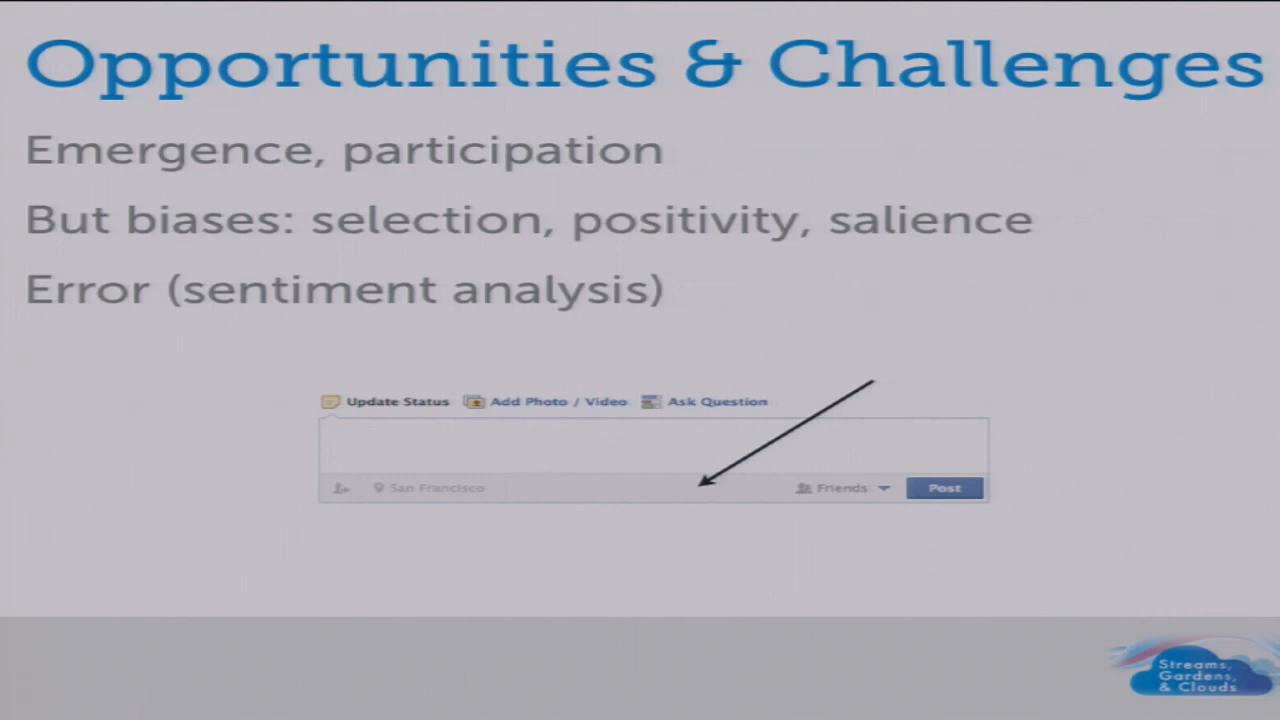 Opportunities & Challenges
Emergence, participation
But biases: selection, positivity, salience
Error (sentiment analysis)
Update Status Add Photo / Video Ask Question
San Francisco Friends Post
Streams,
Gardens,
& Clouds